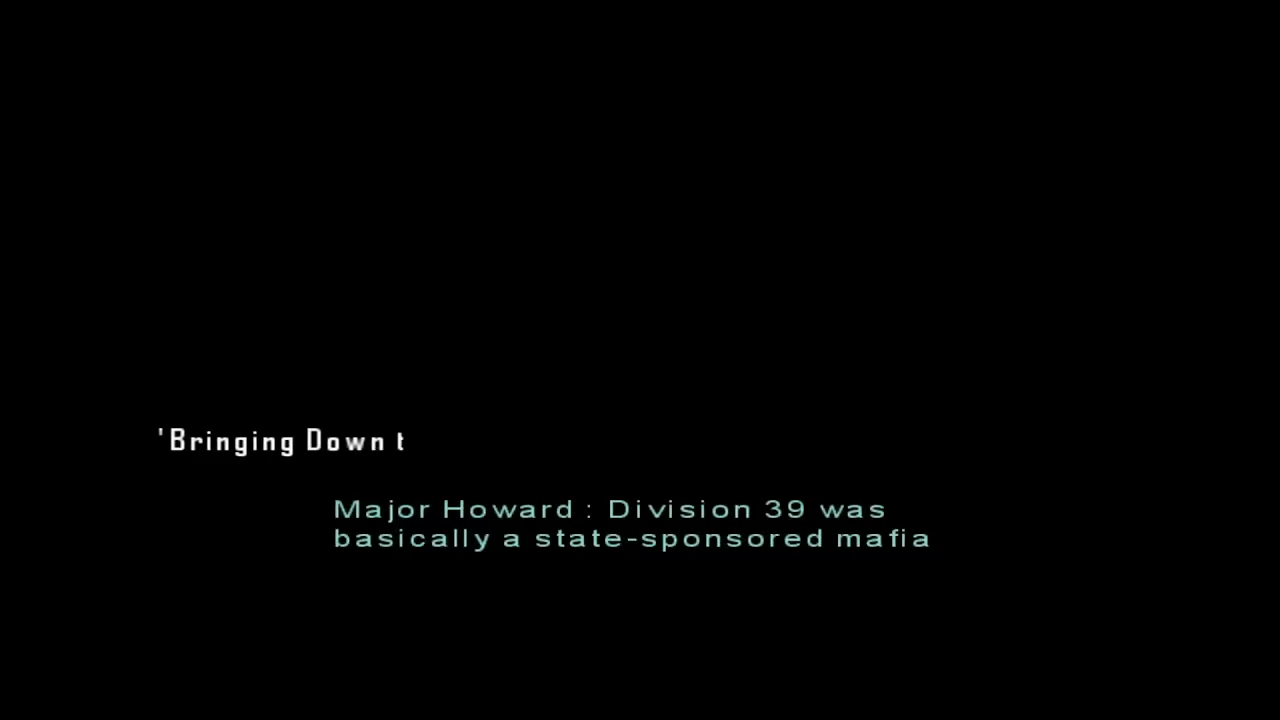 'Bringing Down t
Major Howard : Division 39 was
basically a state-sponsored mafia